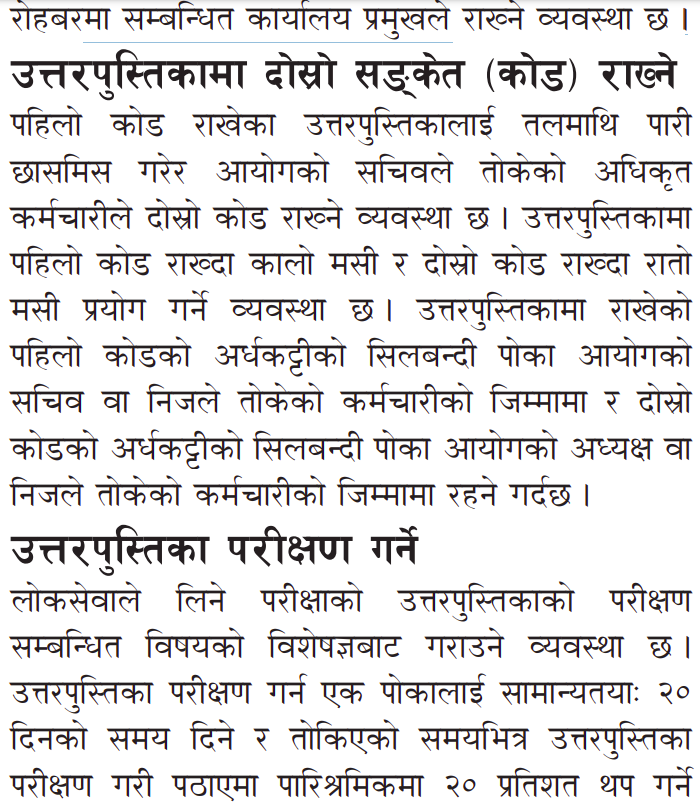 रोहबरमा सम्बन्धित कार्यालय प्रमुखले राख्ने व्यवस्था छ ।
उत्तरपुस्तिकामा दोस्रो सङ्केत (कोड) राख्ने
पहिलो कोड राखेका उत्तरपुस्तिकालाई तलमाथि पारी
छासमिस गरेर आयोगको सचिवले तोकेको अधिकृत
कर्मचारीले दोस्रो कोड राख्ने व्यवस्था छ । उत्तरपुस्तिकामा
पहिलो कोड राख्दा कालो मसी र दोस्रो कोड राख्दा रातो
मसी प्रयोग गर्ने व्यवस्था छ । उत्तरपुस्तिकामा राखेको
पहिलो कोडको अर्धकट्टीको सिलबन्दी पोका आयोगको
सचिव वा निजले तोकेको कर्मचारीको जिम्मामा र दोस्रो
कोडको अर्धकट्टीको सिलबन्दी पोका आयोगको अध्यक्ष वा
निजले तोकेको कर्मचारीको जिम्मामा रहने गर्दछ ।
उत्तरपुस्तिका परीक्षण गर्ने
लोकसेवाले लिने परीक्षाको उत्तरपुस्तिकाको परीक्षण
सम्बन्धित विषयको विशेषज्ञबाट गराउने व्यवस्था छ ।
उत्तरपुस्तिका परीक्षण गर्न एक पोकालाई सामान्यतयाः २०
दिनको समय दिने र तोकिएको समयभित्र उत्तरपुस्तिका
परीक्षण गरी पठाएमा पारिश्रमिकमा २० प्रतिशत थप गर्ने